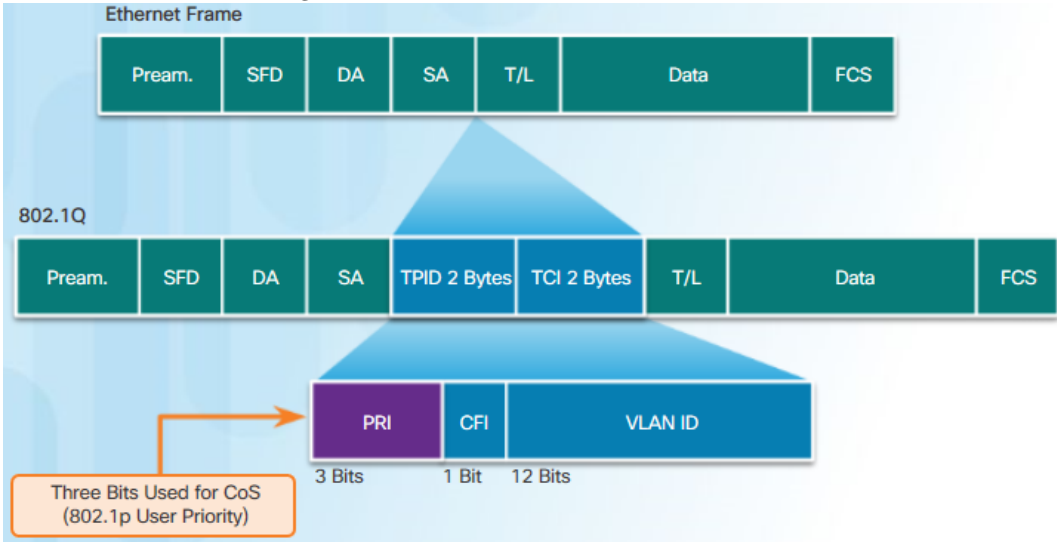 Ethernet Frame
Pream. SFD DA SA T/L Data FCS
802.1Q
Pream. SFD DA SA TPID 2 Bytes TCI 2 Bytes T/L Data FCS
PRI CFI VLAN ID
3 Bits 1 Bit 12 Bits
Three Bits Used for CoS
(802.1p User Priority)